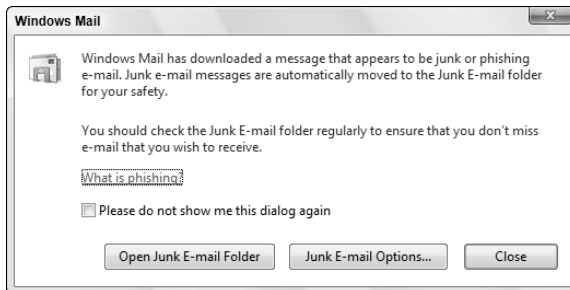 Windows Mail
Windows Mail has downloaded a message that appears to be junk or phishing
e-mail. Junk e-mail messages are automatically moved to the Junk E-mail folder
for your safety.
You should check the Junk E-mail folder regularly to ensure that you don't miss
e-mail that you wish to receive.
What is phishing?
Please do not show me this dialog again
Open Junk E-mail Folder
Junk E-mail Options...
Close